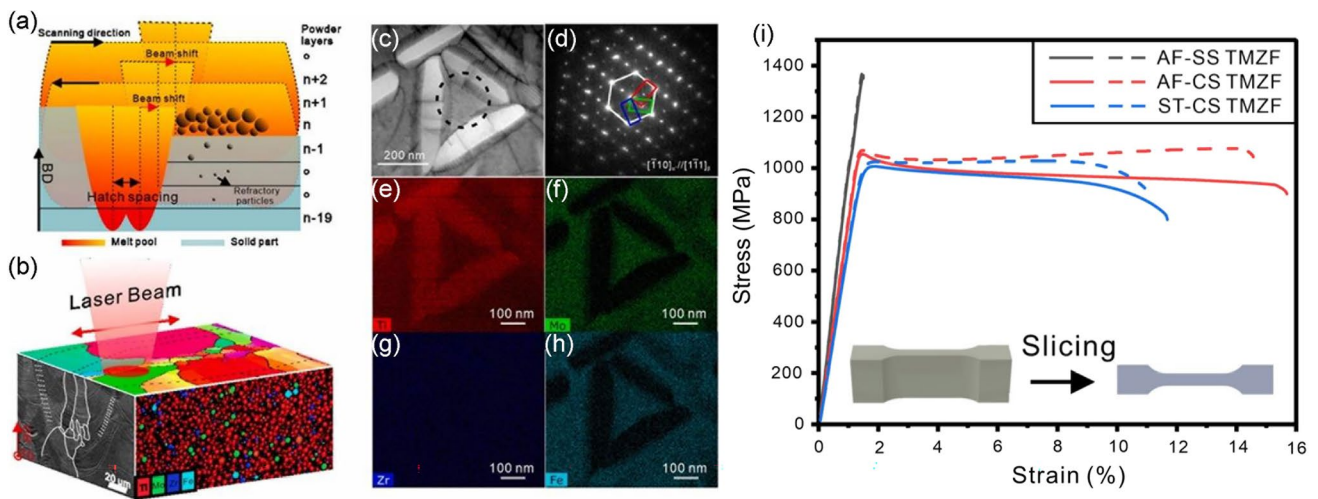 (a)
Scanning direction
Powder
layers
Beam shift
n+2
Beam shift
n+1
n
n-1
BD
Hatch spacing
Refractory
particles
n-19
Melt pool
Solid part
(b)
Laser Beam
20 μm
Ti Mo Zr Fe
(c)
200 nm
(d)
(e)
Ti
100 nm
(f)
Mo
100 nm
(g)
Zr
100 nm
(h)
Fe
100 nm
(i)
AF-SS TMZF
AF-CS TMZF
ST-CS TMZF
1400
1200
1000
800
600
400
200
0
Stress (MPa)
Slicing
0 2 4 6 8 10 12 14 16
Strain (%)